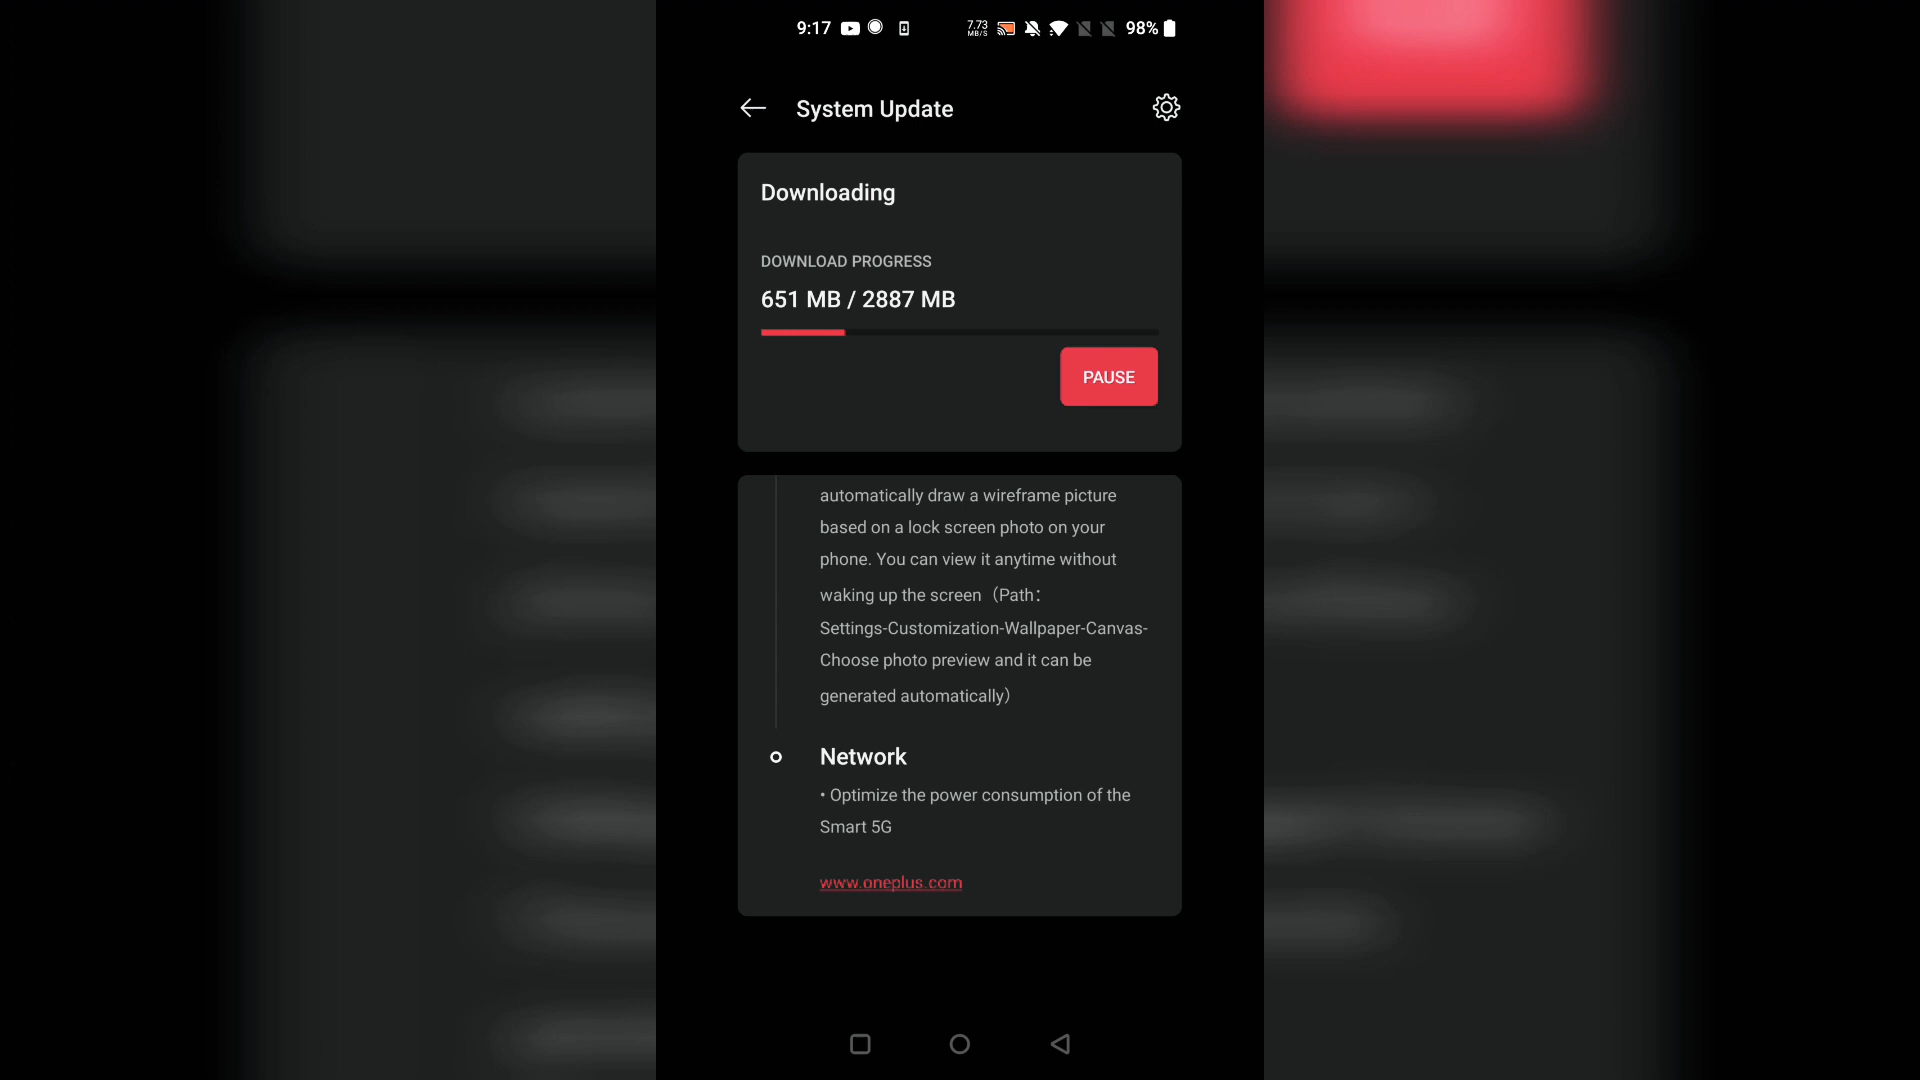 9:17 7.73 MB/S 98%
System Update
Downloading
DOWNLOAD PROGRESS
651 MB / 2887 MB
PAUSE
automatically draw a wireframe picture
based on a lock screen photo on your
phone. You can view it anytime without
waking up the screen（Path：
Settings-Customization-Wallpaper-Canvas-
Choose photo preview and it can be
generated automatically）
Network
• Optimize the power consumption of the
Smart 5G
www.oneplus.com